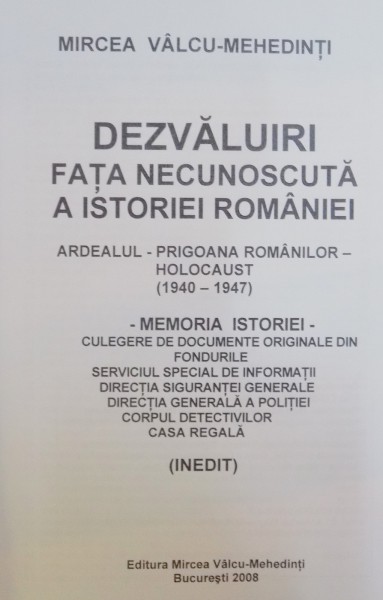 MIRCEA VÂLCU-MEHEDINȚI
DEZVĂLUIRI
FAȚA NECUNOSCUTĂ
A ISTORIEI ROMÂNIEI
ARDEALUL - PRIGOANA ROMÂNILOR –
HOLOCAUST
(1940 – 1947)
- MEMORIA ISTORIEI -
CULEGERE DE DOCUMENTE ORIGINALE DIN
FONDURILE
SERVICIUL SPECIAL DE INFORMAȚII
DIRECȚIA SIGURANȚEI GENERALE
DIRECȚIA GENERALĂ A POLIȚIEI
CORPUL DETECTIVILOR
CASA REGALĂ
(INEDIT)
Editura Mircea Vâlcu-Mehedinți
București 2008